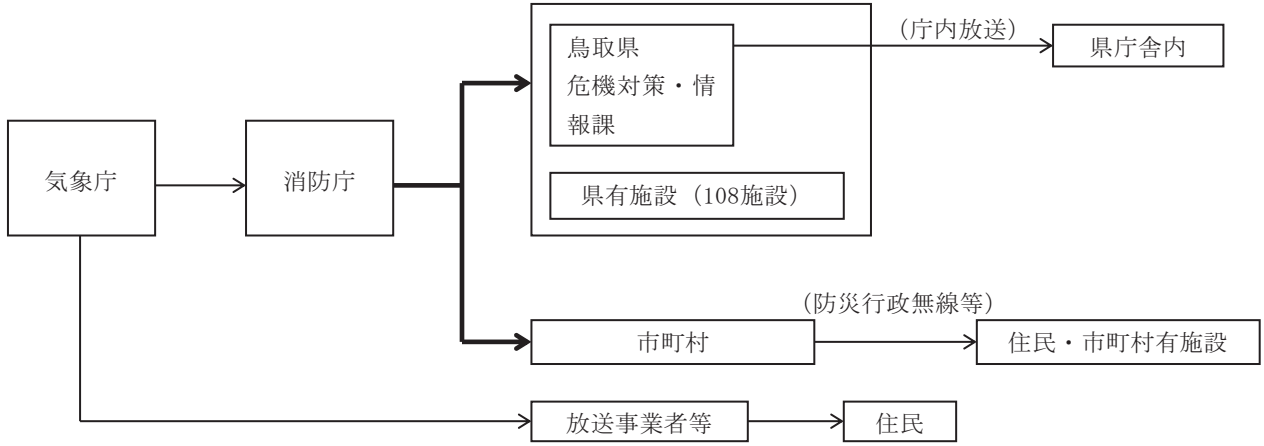 (庁内放送)
鳥取県
危機対策・情
報課
県庁舎内
気象庁
消防庁
県有施設（108施設）
(防災行政無線等)
市町村
住民・市町村有施設
放送事業者等
住民